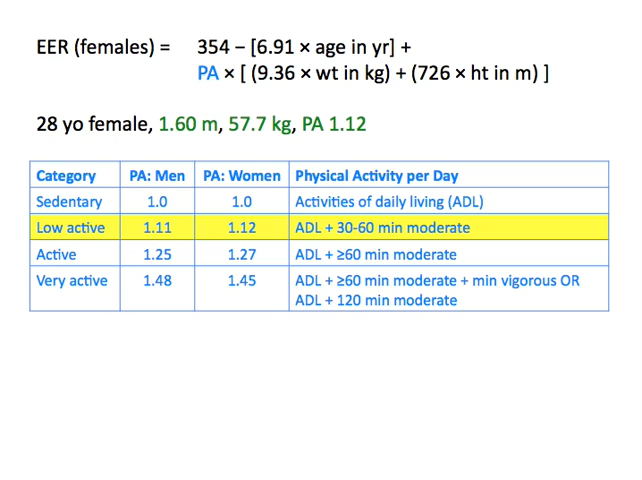 EER (females) = 354 − [6.91 × age in yr] +
PA × [ (9.36 × wt in kg) + (726 × ht in m) ]
28 yo female, 1.60 m, 57.7 kg, PA 1.12
Category PA: Men PA: Women Physical Activity per Day
Sedentary 1.0 1.0 Activities of daily living (ADL)
Low active 1.11 1.12 ADL + 30-60 min moderate
Active 1.25 1.27 ADL + ≥60 min moderate
Very active 1.48 1.45 ADL + ≥60 min moderate + min vigorous OR
ADL + 120 min moderate